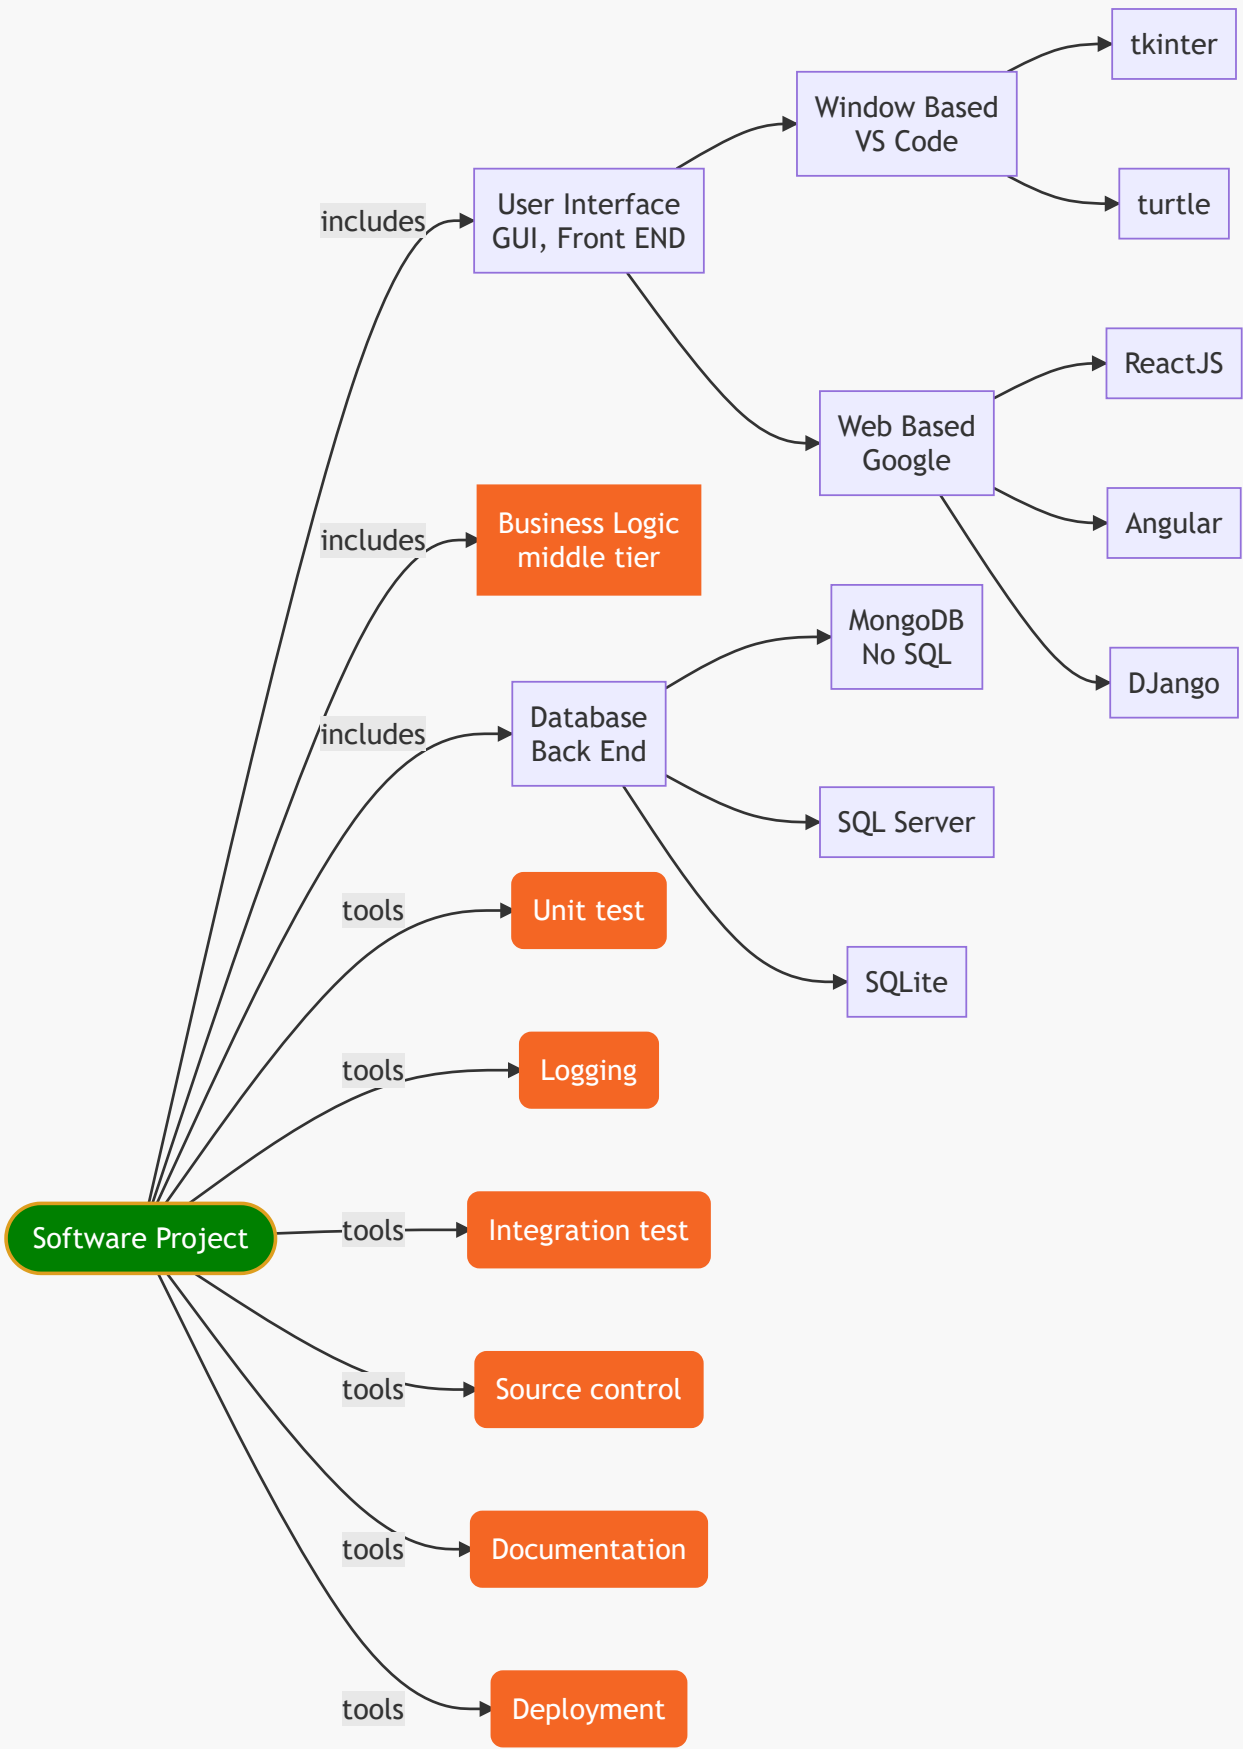 tkinter
Window Based
VS Code
turtle
User Interface
GUI, Front END
includes
ReactJS
Web Based
Google
Angular
DJango
Business Logic
middle tier
includes
MongoDB
No SQL
Database
Back End
includes
SQL Server
SQLite
tools
Unit test
tools
Logging
Software Project
tools
Integration test
tools
Source control
tools
Documentation
tools
Deployment